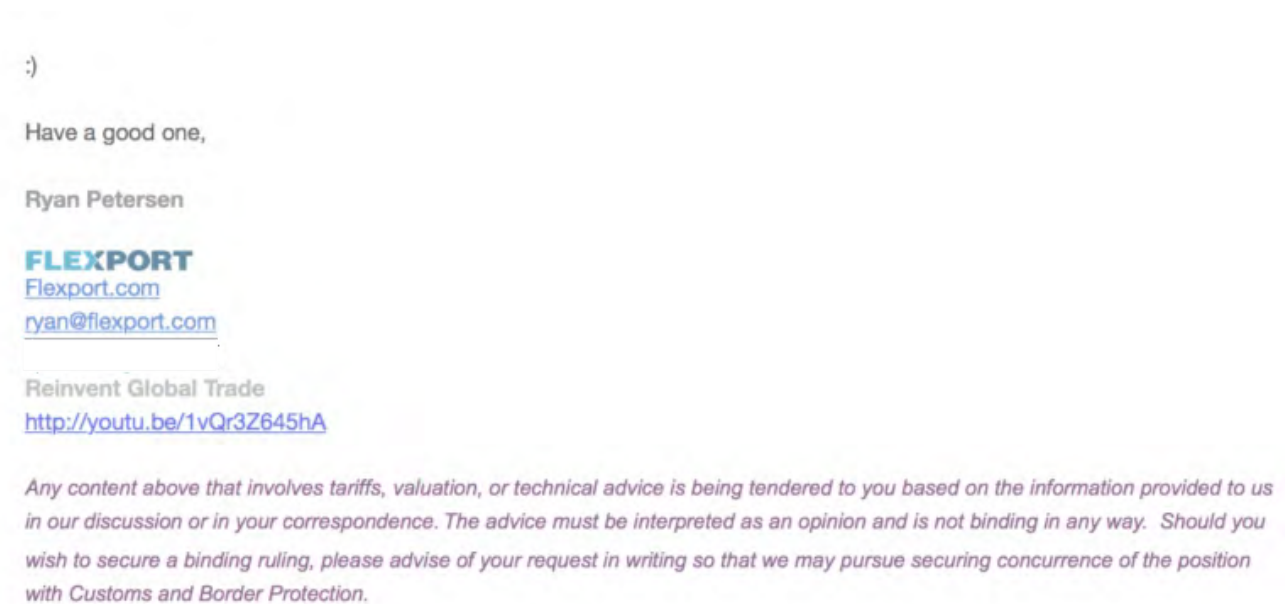 :)
Have a good one,
Ryan Petersen
FLEXPORT
Flexport.com
ryan@flexport.com
Reinvent Global Trade
http://youtu.be/1vQr3Z645hA
Any content above that involves tariffs, valuation, or technical advice is being tendered to you based on the information provided to us
in our discussion or in your correspondence. The advice must be interpreted as an opinion and is not binding in any way.  Should you
wish to secure a binding ruling, please advise of your request in writing so that we may pursue securing concurrence of the position
with Customs and Border Protection.